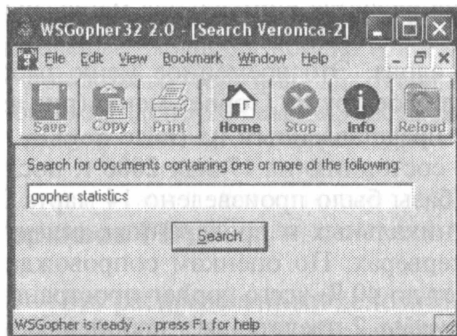 WSGopher32 2.0 - [Search Veronica-2]
File Edit View Bookmark Window Help
Save Copy Print Home Stop Info Reload
Search for documents containing one or more of the following:
gopher statistics
Search
WSGopher is ready ... press F1 for help